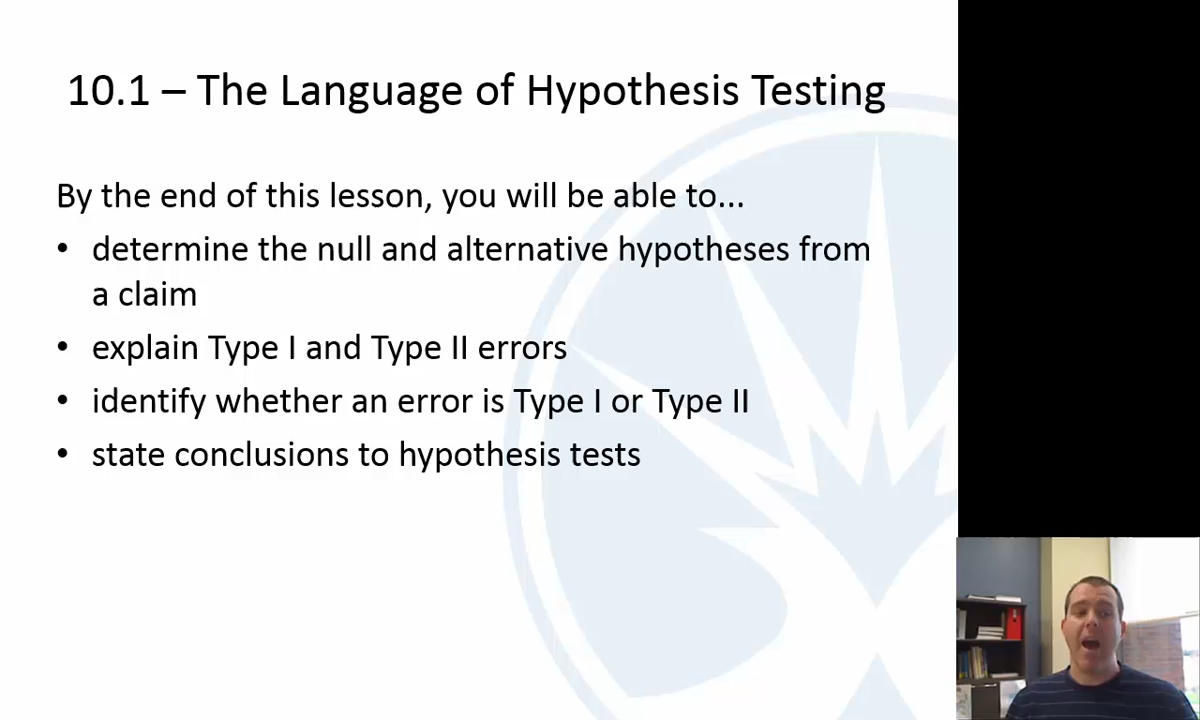 10.1 – The Language of Hypothesis Testing
By the end of this lesson, you will be able to...
• determine the null and alternative hypotheses from
a claim
• explain Type I and Type II errors
• identify whether an error is Type I or Type II
• state conclusions to hypothesis tests